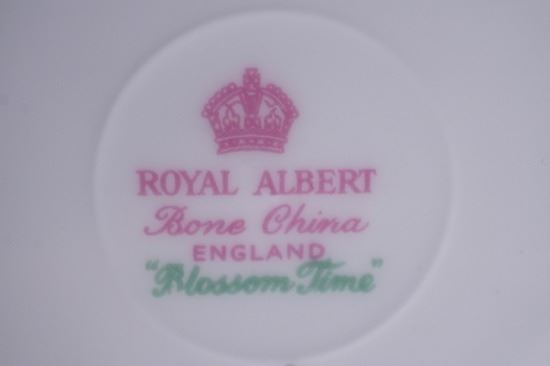 ROYAL ALBERT
Bone China
ENGLAND
"Blossom Time"